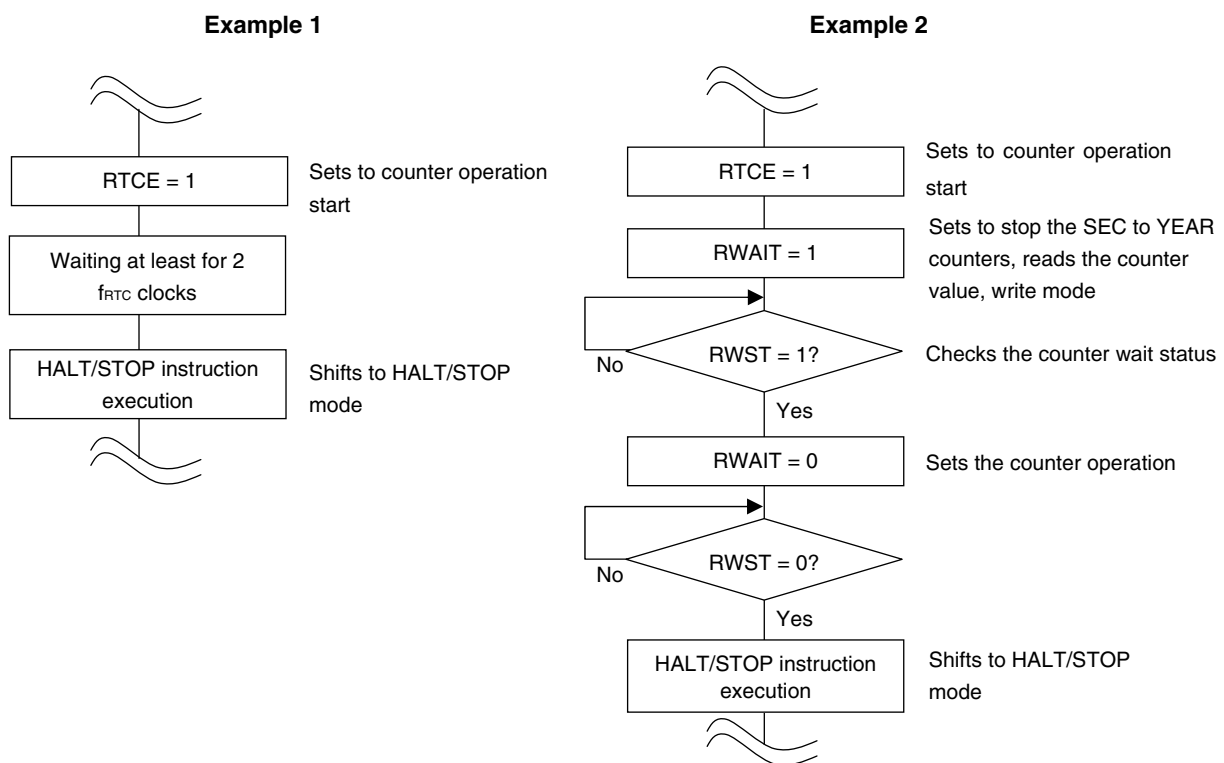 Example 1
RTCE = 1
Sets to counter operation
start
Waiting at least for 2
fRTC clocks
HALT/STOP instruction
execution
Shifts to HALT/STOP
mode
Example 2
RTCE = 1
Sets to counter operation
start
RWAIT = 1
Sets to stop the SEC to YEAR
counters, reads the counter
value, write mode
RWST = 1?
No
Checks the counter wait status
Yes
RWAIT = 0
Sets the counter operation
RWST = 0?
No
Yes
HALT/STOP instruction
execution
Shifts to HALT/STOP
mode